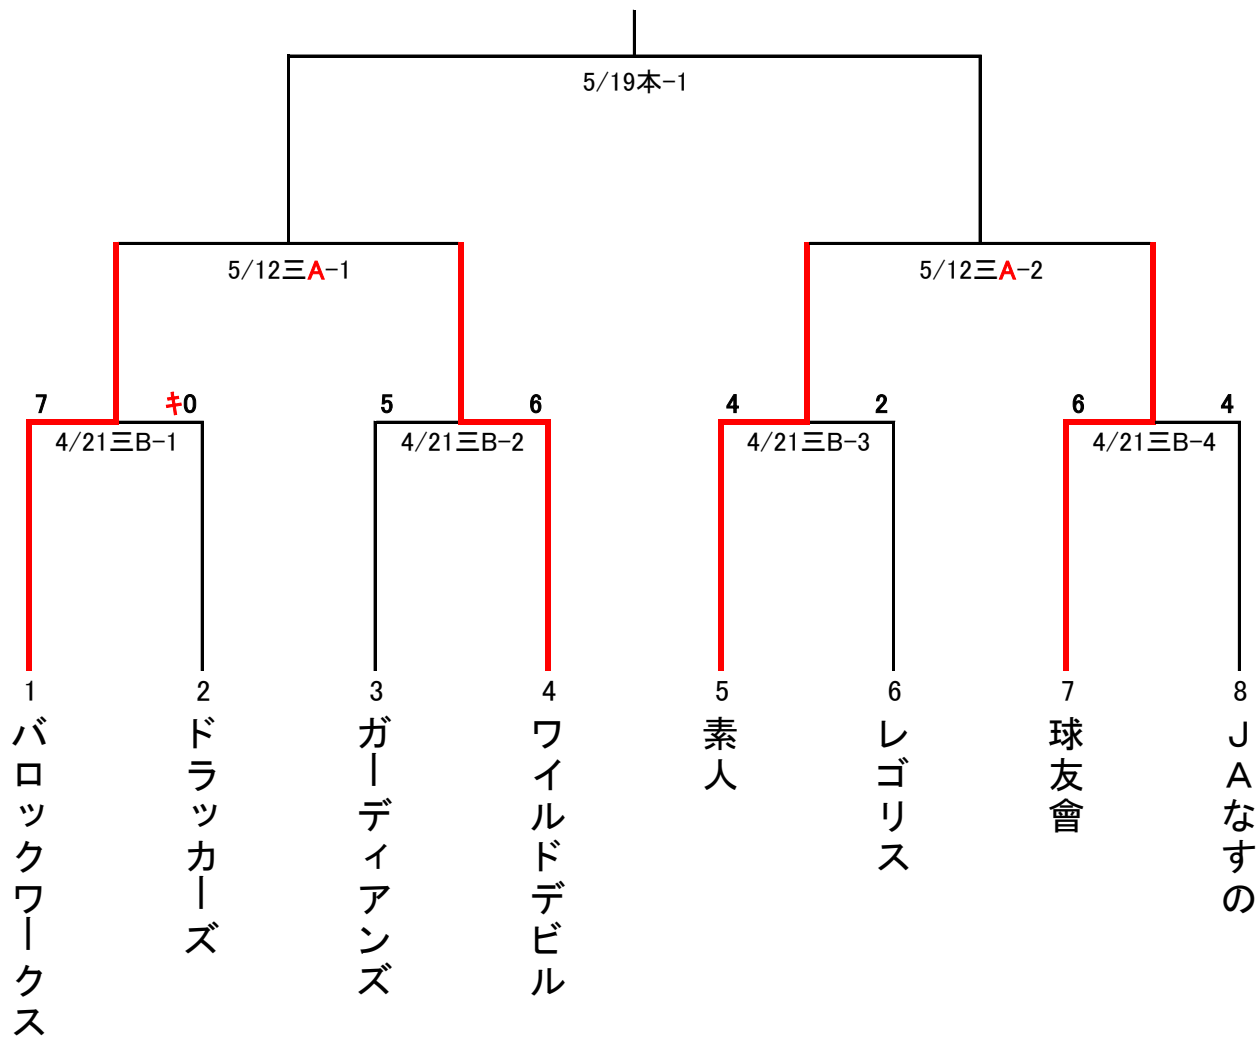 5/19本-1
5/12三A-1
5/12三A-2
7
キ0
5
6
4
2
6
4
4/21三B-1
4/21三B-2
4/21三B-3
4/21三B-4
1
2
3
4
5
6
7
8
バロックワークス
ドラッカーズ
ガーディアンズ
ワイルドデビル
素人
レゴリス
球友會
JAなすの